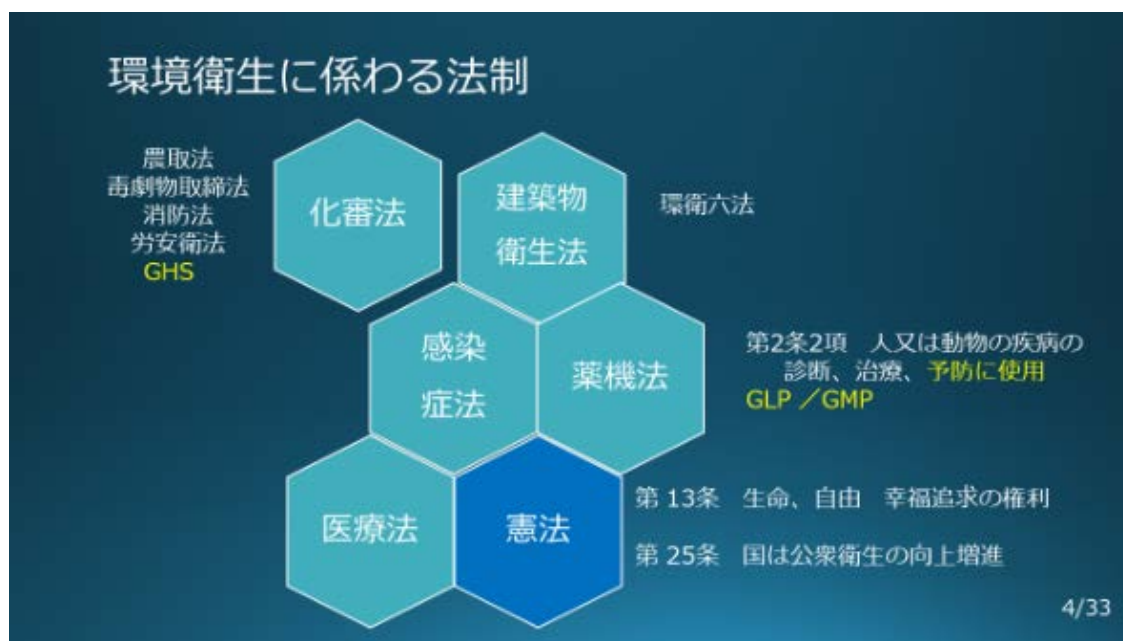 環境衛生に係わる法制
農取法
毒劇物取締法
消防法
労安衛法
GHS
化審法
建築物
衛生法
環衛六法
感染
症法
薬機法
第2条2項　人又は動物の疾病の
診断、治療、予防に使用
GLP ／GMP
医療法
憲法
第 13条　生命、自由　幸福追求の権利
第 25条　国は公衆衛生の向上増進
4/33